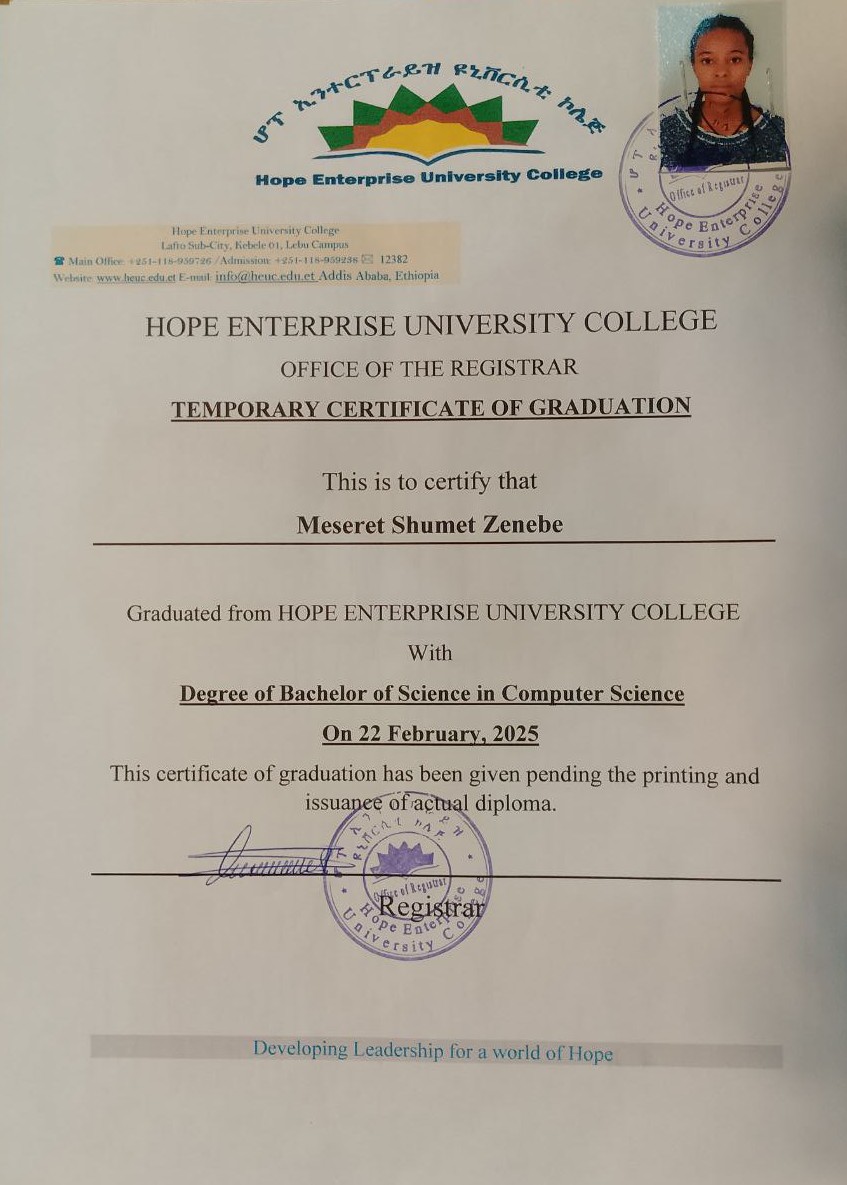 ሆፕ ኢንተርፕራይዝ ዩኒቨርሲቲ ኮሌጅ
Hope Enterprise University College
Office of Registrar
Hope Enterprise
University College
Hope Enterprise University College
Lafto Sub-City, Kebele 01, Lebu Campus
☎ Main Office: +251-118-959726 /Admission: +251-118-959236 ✉ 12382
Website: www.heuc.edu.et E-mail: info@heuc.edu.et Addis Ababa, Ethiopia
HOPE ENTERPRISE UNIVERSITY COLLEGE
OFFICE OF THE REGISTRAR
TEMPORARY CERTIFICATE OF GRADUATION
This is to certify that
Meseret Shumet Zenebe
Graduated from HOPE ENTERPRISE UNIVERSITY COLLEGE
With
Degree of Bachelor of Science in Computer Science
On 22 February, 2025
This certificate of graduation has been given pending the printing and
issuance of actual diploma.
ሆፕ ኢንተርፕራይዝ
ዩኒቨርሲቲ ኮሌጅ
Office of Registrar
Registrar
Hope Enterprise
University College
Developing Leadership for a world of Hope